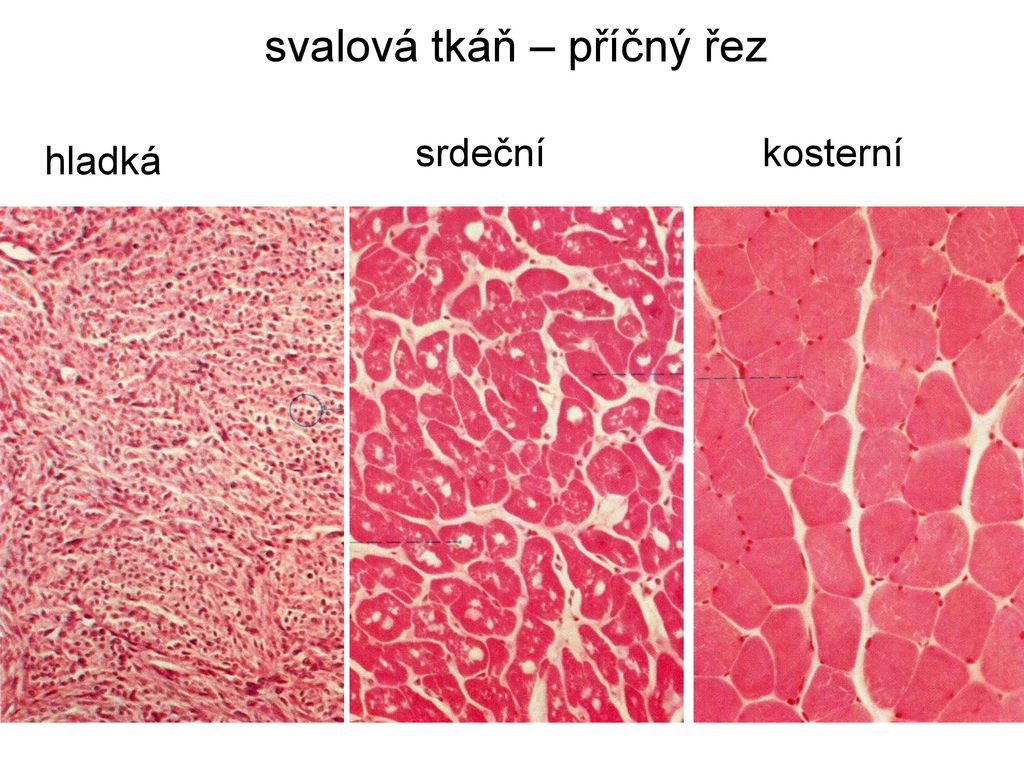 svalová tkáň – příčný řez
hladká
srdeční
kosterní